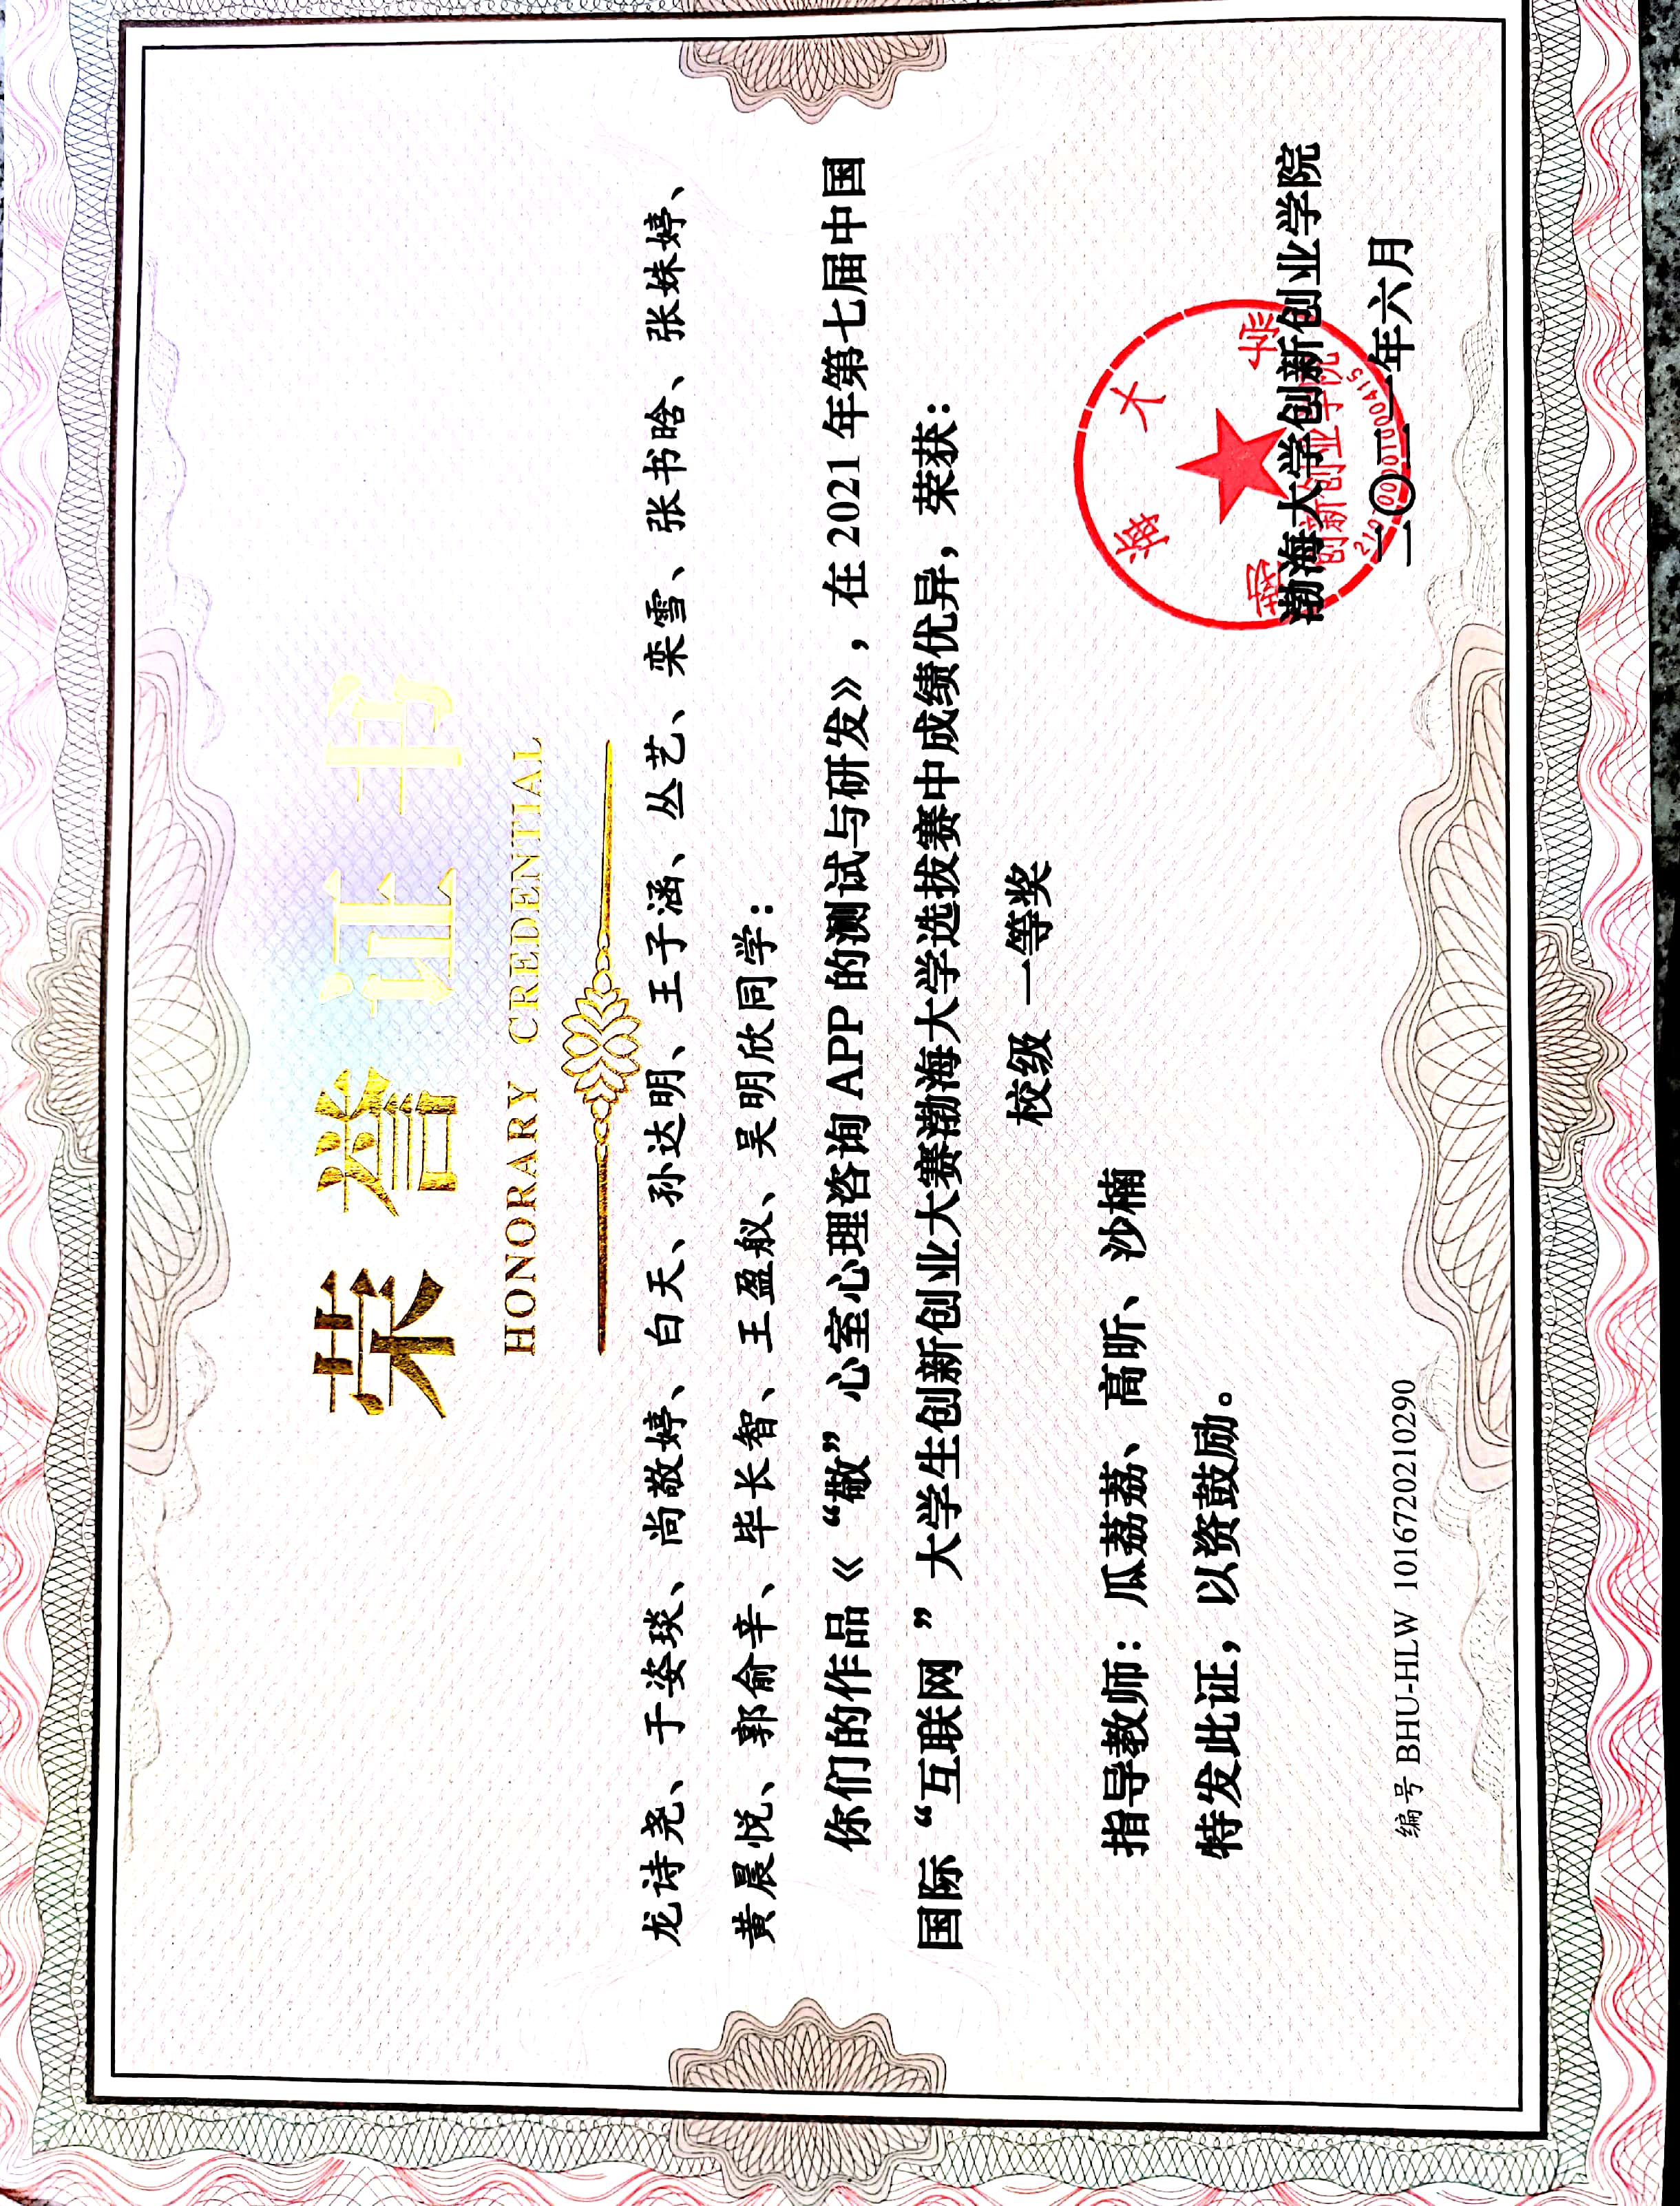 荣誉证书
HONORARY CREDENTIAL
龙诗尧、于姿琰、尚敬婷、白天、孙达明、王子涵、丛艺、栾雪、张书晗、张姝婷、
黄晨悦、郭俞辛、毕长智、王盈舣、吴明欣同学：
你们的作品《“敬”心室心理咨询APP的测试与研发》，在2021年第七届中国
国际“互联网”大学生创新创业大赛渤海大学选拔赛中成绩优异，荣获：
校级 一等奖
指导教师：瓜荔荔、高昕、沙楠
特发此证，以资鼓励。
渤海大学
创新创业学院
渤海大学创新创业学院
二〇二一年六月
编号 BHU-HLW 10167202210290